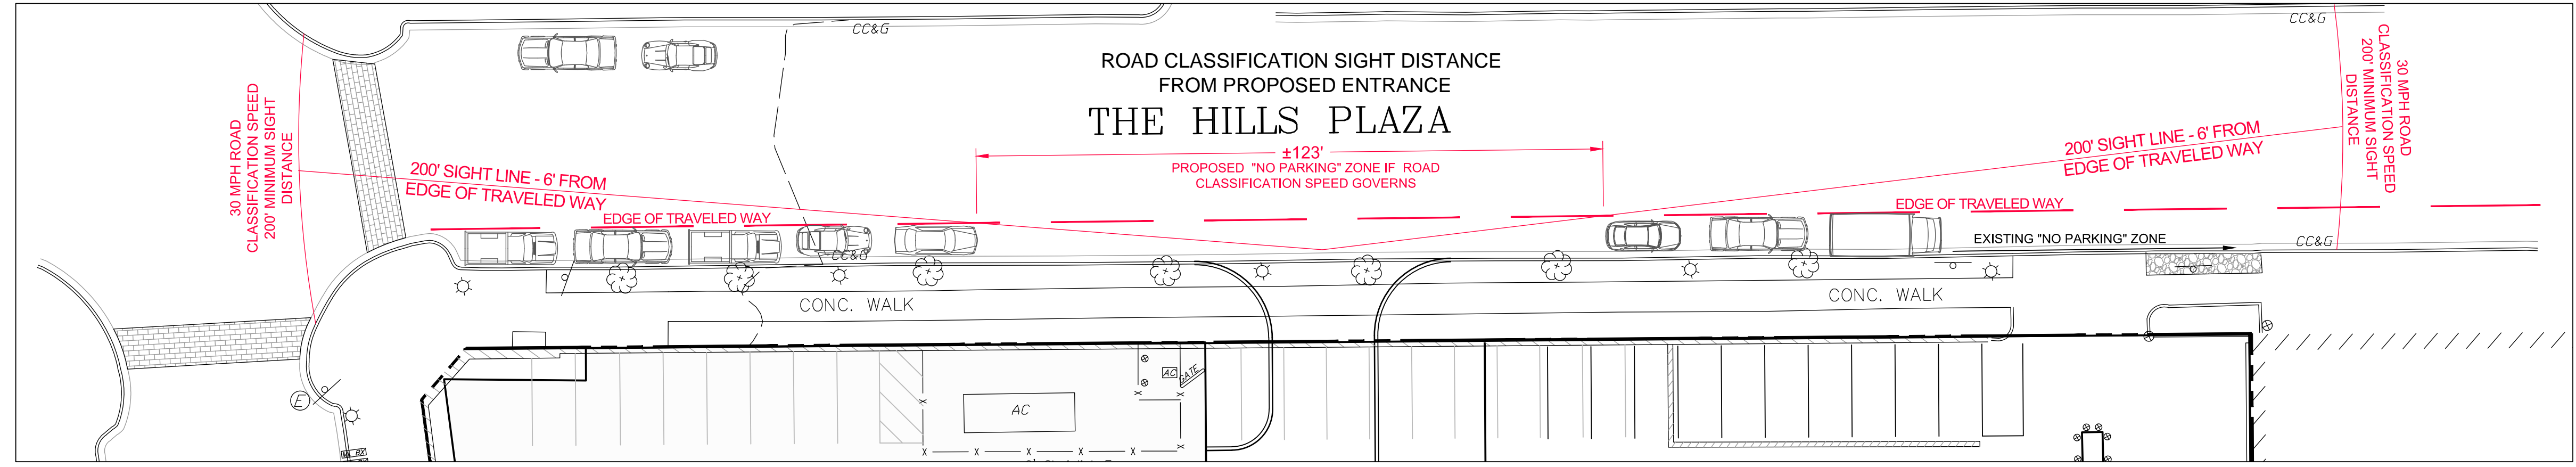 CC&G
CC&G
ROAD CLASSIFICATION SIGHT DISTANCE
FROM PROPOSED ENTRANCE
THE HILLS PLAZA
30 MPH ROAD
CLASSIFICATION SPEED
200' MINIMUM SIGHT
DISTANCE
200' SIGHT LINE - 6' FROM
EDGE OF TRAVELED WAY
EDGE OF TRAVELED WAY
±123'
PROPOSED "NO PARKING" ZONE IF ROAD
CLASSIFICATION SPEED GOVERNS
200' SIGHT LINE - 6' FROM
EDGE OF TRAVELED WAY
30 MPH ROAD
CLASSIFICATION SPEED
200' MINIMUM SIGHT
DISTANCE
EDGE OF TRAVELED WAY
EXISTING "NO PARKING" ZONE
CC&G
CC&G
CONC. WALK
CONC. WALK
E
AC
GATE
AC